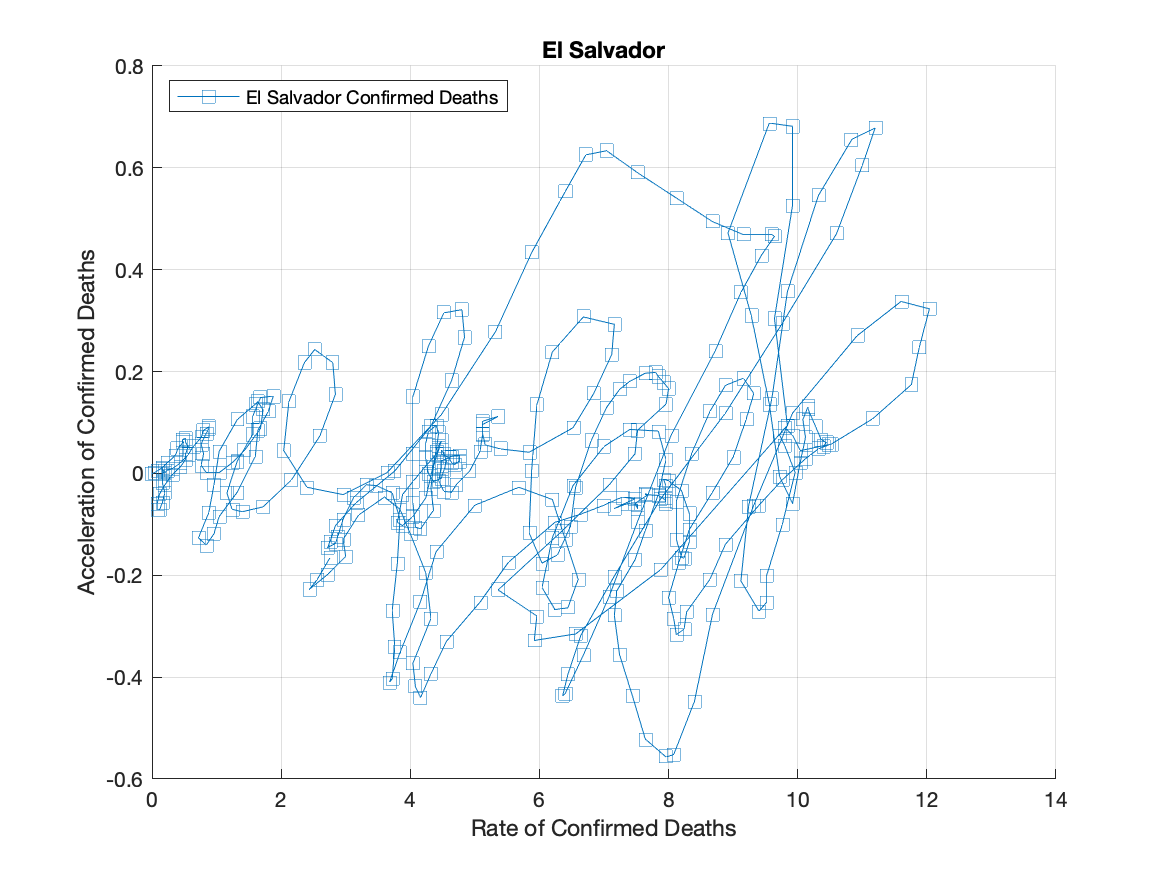 El Salvador
El Salvador Confirmed Deaths
0.8
0.6
0.4
0.2
0
-0.2
-0.4
-0.6
Acceleration of Confirmed Deaths
0 2 4 6 8 10 12 14
Rate of Confirmed Deaths